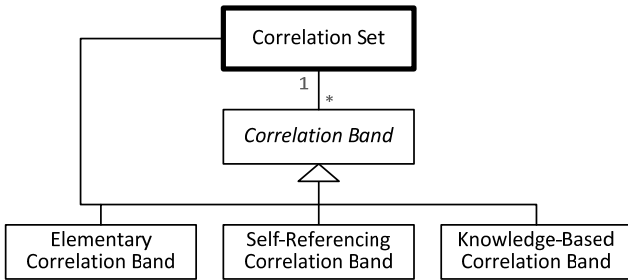 Correlation Set
1
*
Correlation Band
Elementary
Correlation Band
Self-Referencing
Correlation Band
Knowledge-Based
Correlation Band